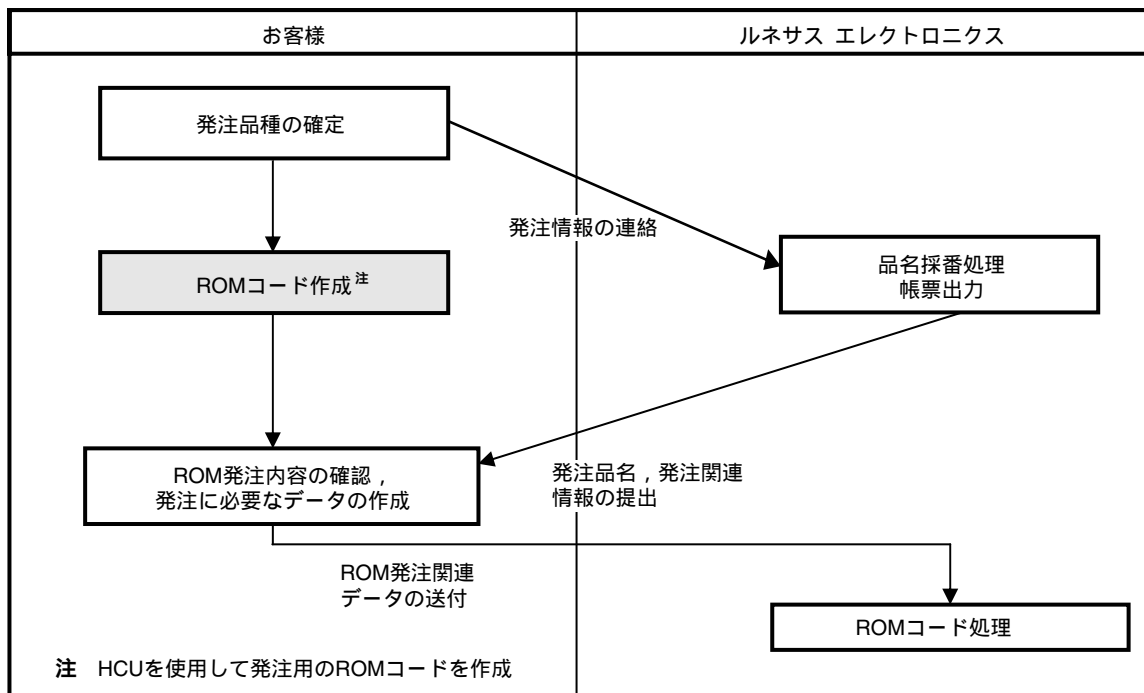 お客様
ルネサス エレクトロニクス
発注品種の確定
発注情報の連絡
品名採番処理
帳票出力
ROMコード作成注
ROM発注内容の確認，
発注に必要なデータの作成
発注品名，発注関連
情報の提出
ROM発注関連
データの送付
ROMコード処理
注 HCUを使用して発注用のROMコードを作成